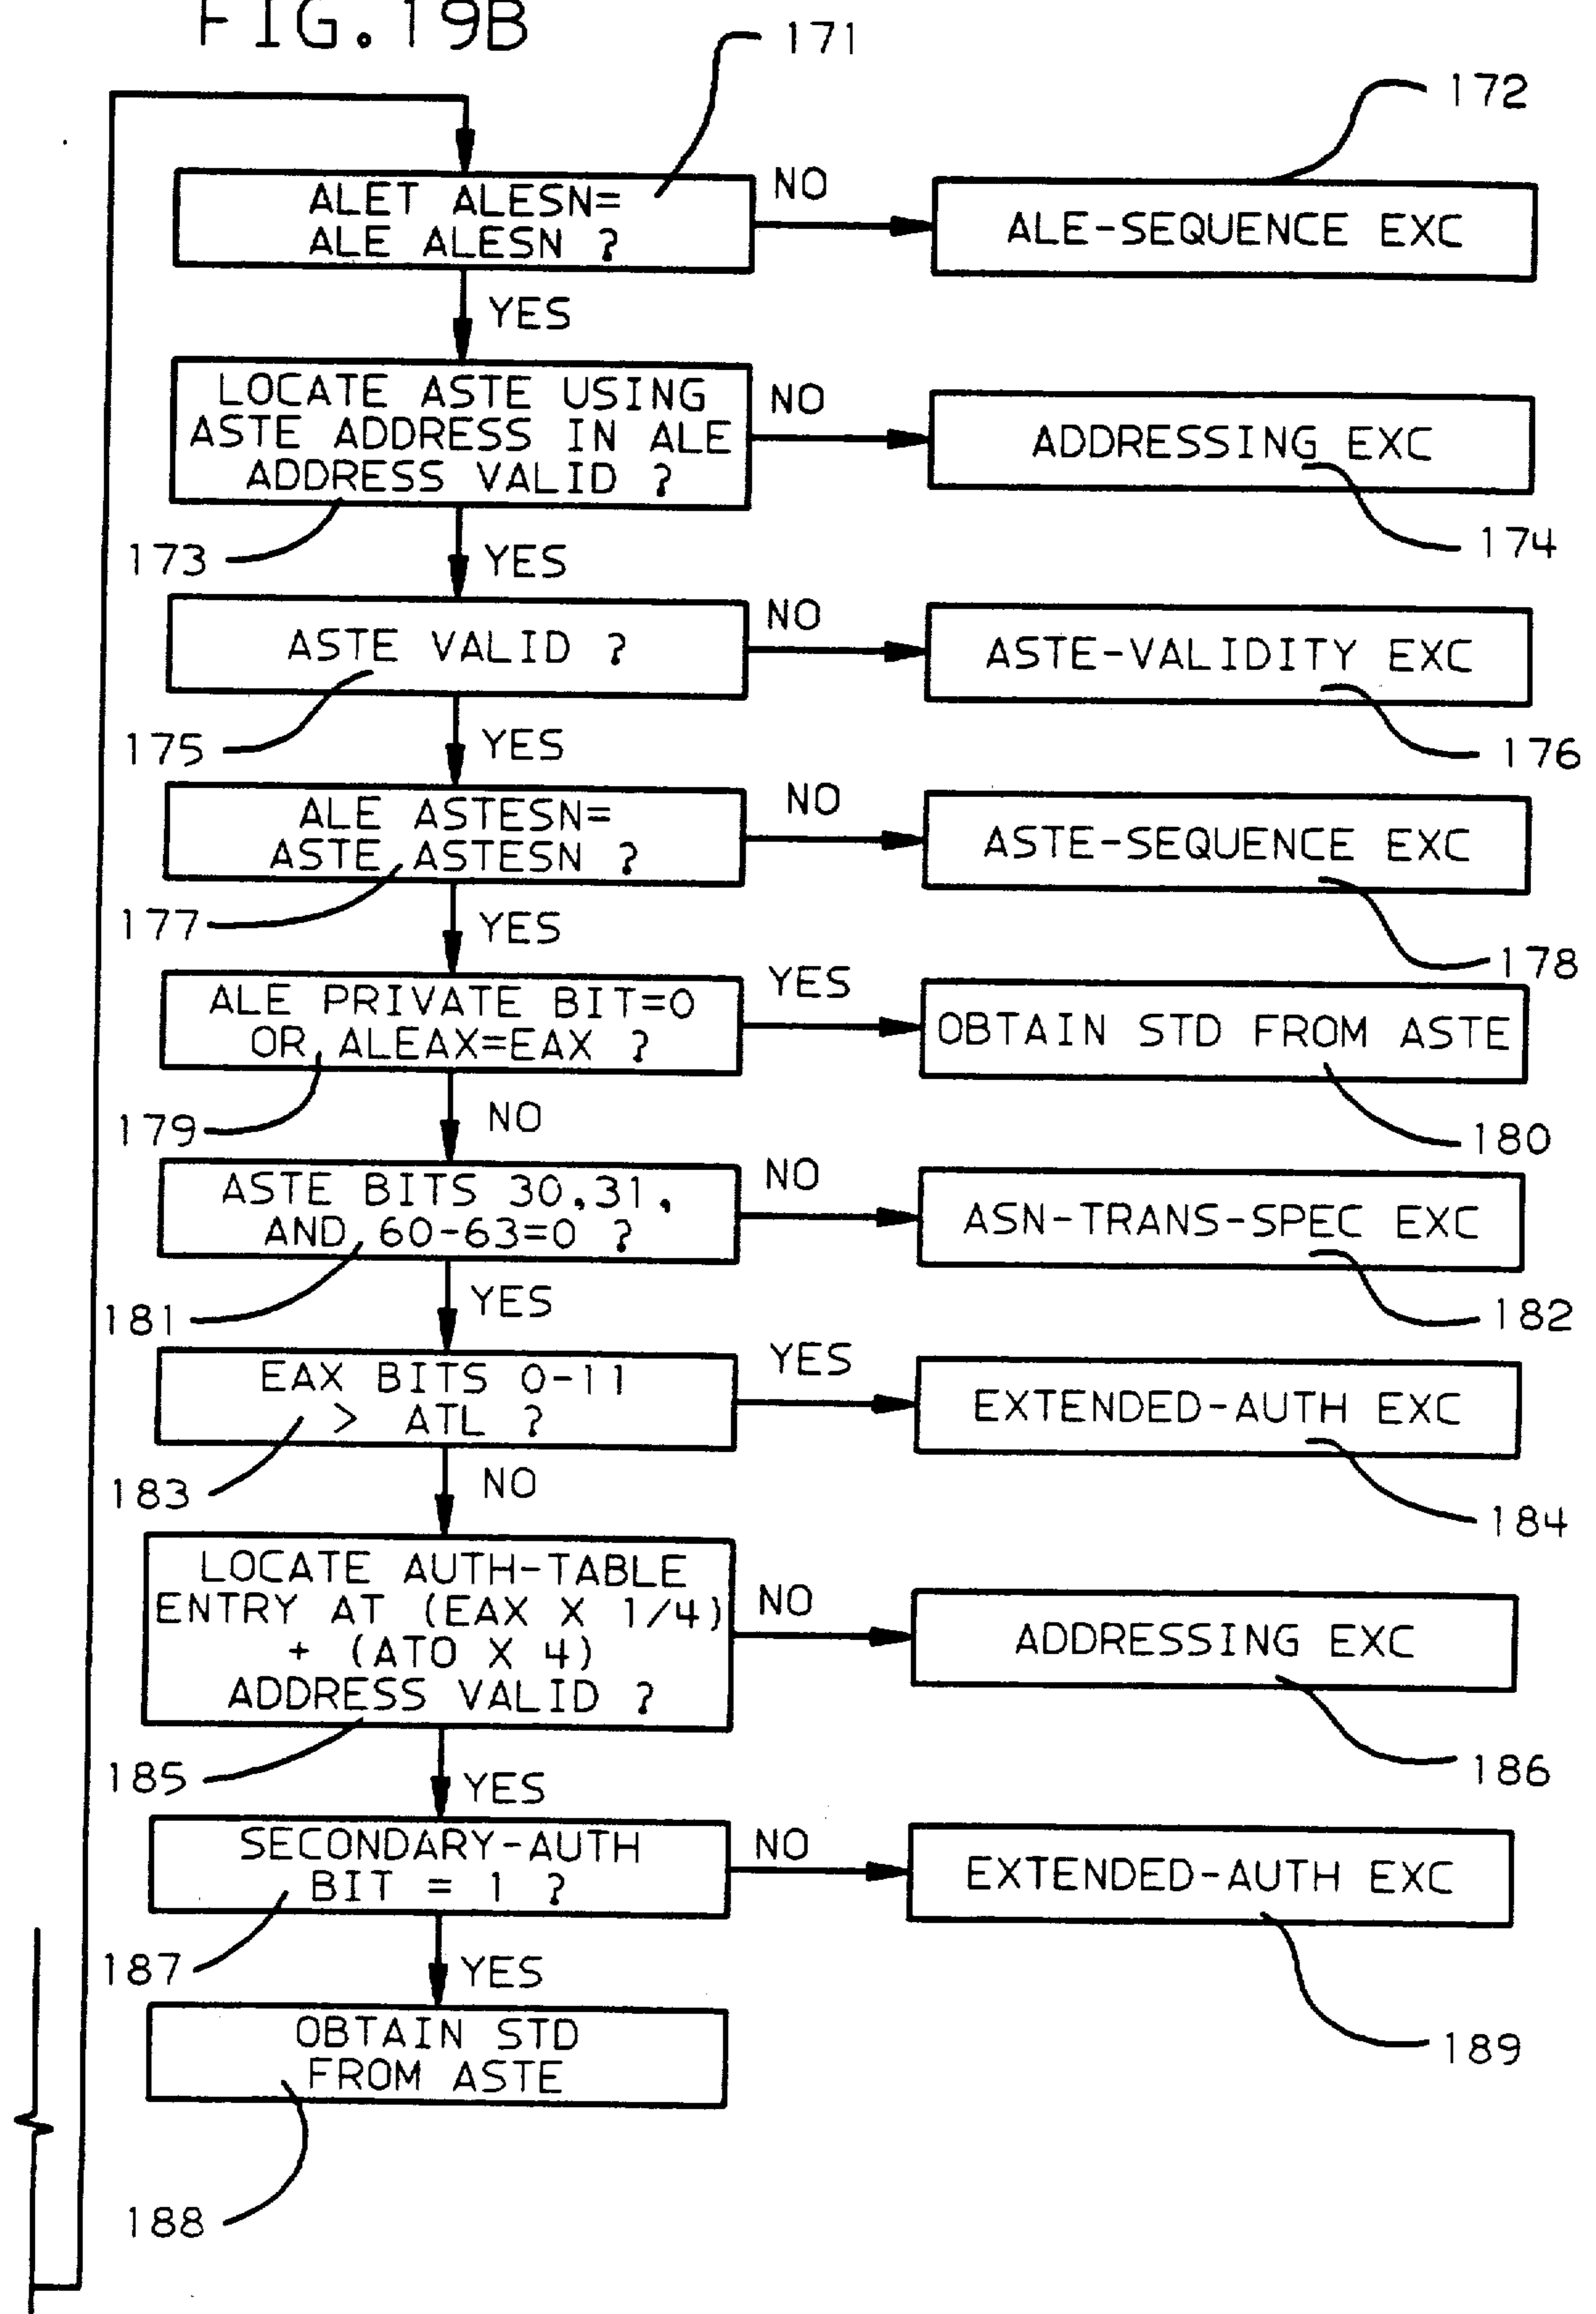 FIG. 19B
171
172
ALET ALESN=
ALE ALESN ?
NO
ALE-SEQUENCE EXC
YES
LOCATE ASTE USING
ASTE ADDRESS IN ALE
ADDRESS VALID ?
NO
ADDRESSING EXC
173
174
YES
ASTE VALID ?
NO
ASTE-VALIDITY EXC
175
176
YES
ALE ASTESN=
ASTE ASTESN ?
NO
ASTE-SEQUENCE EXC
177
178
YES
ALE PRIVATE BIT=0
OR ALEAX=EAX ?
YES
OBTAIN STD FROM ASTE
179
180
NO
ASTE BITS 30,31,
AND 60-63=0 ?
NO
ASN-TRANS-SPEC EXC
181
182
YES
EAX BITS 0-11
> ATL ?
YES
EXTENDED-AUTH EXC
183
184
NO
LOCATE AUTH-TABLE
ENTRY AT (EAX X 1/4)
+ (ATO X 4)
ADDRESS VALID ?
NO
ADDRESSING EXC
185
186
YES
SECONDARY-AUTH
BIT = 1 ?
NO
EXTENDED-AUTH EXC
187
189
YES
OBTAIN STD
FROM ASTE
188